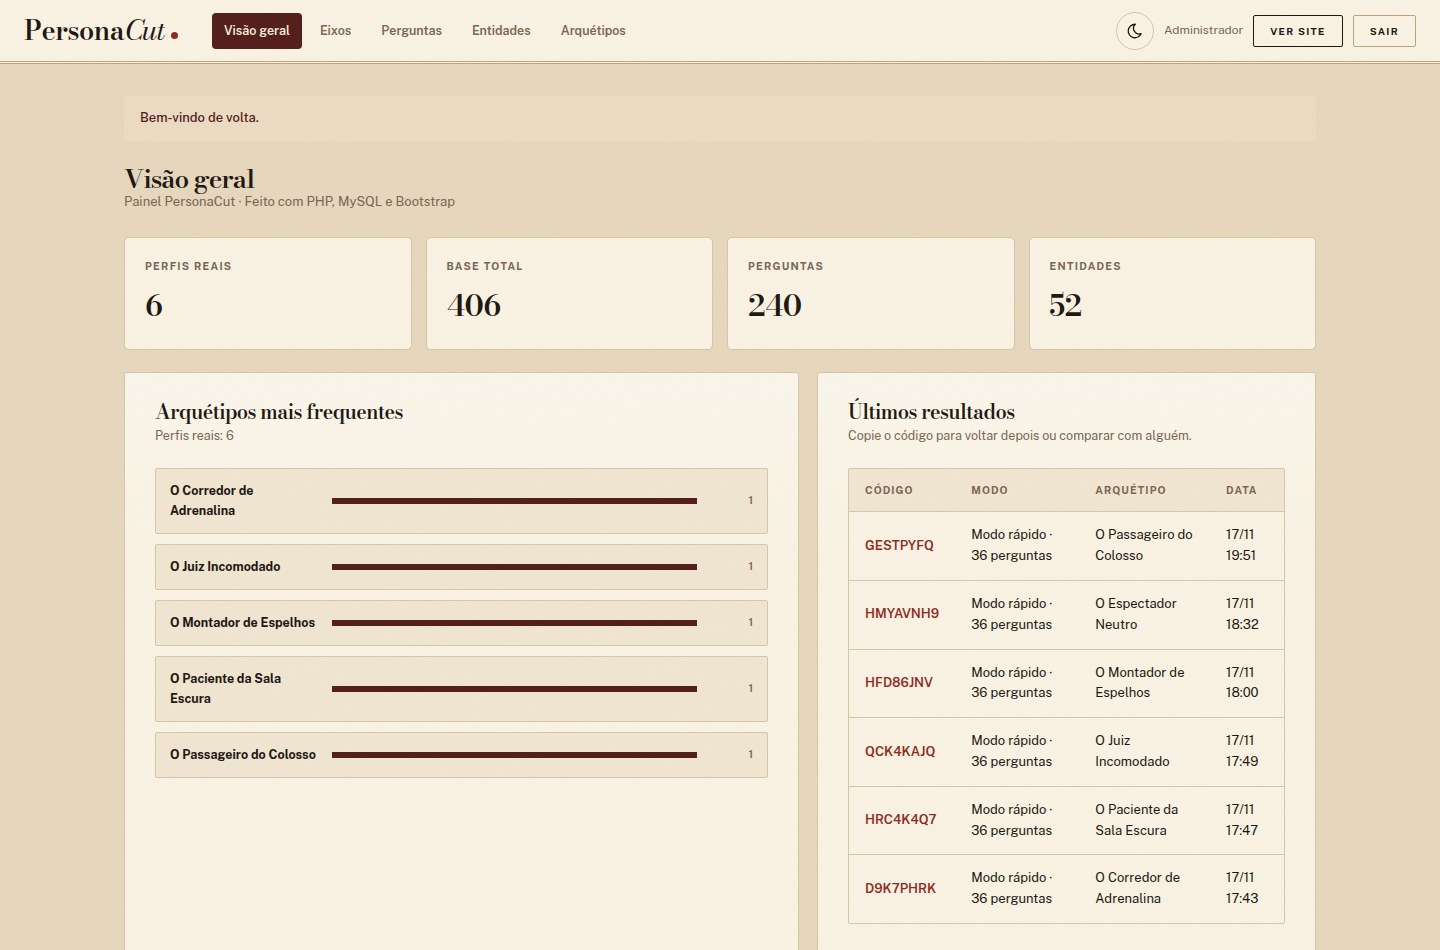 PersonaCut
Visão geral
Eixos
Perguntas
Entidades
Arquétipos
Administrador
VER SITE
SAIR
Bem-vindo de volta.
Visão geral
Painel PersonaCut · Feito com PHP, MySQL e Bootstrap
PERFIS REAIS
6
BASE TOTAL
406
PERGUNTAS
240
ENTIDADES
52
Arquétipos mais frequentes
Perfis reais: 6
O Corredor de
Adrenalina
1
O Juiz Incomodado
1
O Montador de Espelhos
1
O Paciente da Sala
Escura
1
O Passageiro do Colosso
1
Últimos resultados
Copie o código para voltar depois ou comparar com alguém.
CÓDIGO MODO ARQUÉTIPO DATA
GESTPYFQ
Modo rápido ·
36 perguntas
O Passageiro do
Colosso
17/11
19:51
HMYAVNH9
Modo rápido ·
36 perguntas
O Espectador
Neutro
17/11
18:32
HFD86JNV
Modo rápido ·
36 perguntas
O Montador de
Espelhos
17/11
18:00
QCK4KAJQ
Modo rápido ·
36 perguntas
O Juiz
Incomodado
17/11
17:49
HRC4K4Q7
Modo rápido ·
36 perguntas
O Paciente da
Sala Escura
17/11
17:47
D9K7PHRK
Modo rápido ·
36 perguntas
O Corredor de
Adrenalina
17/11
17:43